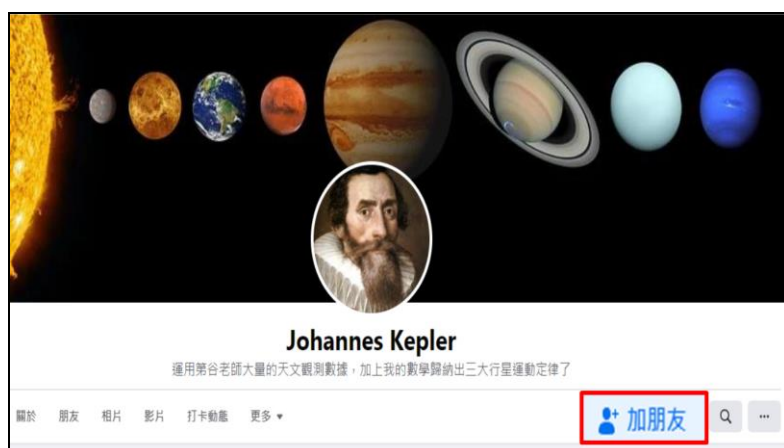 Johannes Kepler
運用第谷老師大量的天文觀測數據，加上我的數學歸納出三大行星運動定律了
關於 朋友 相片 影片 打卡動態 更多 ▾ 加朋友 ...